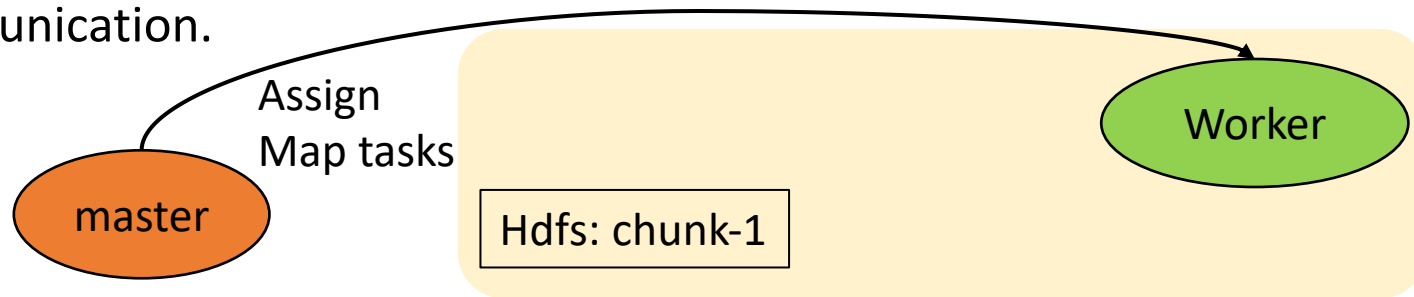 unication.
Assign
Map tasks
Worker
master
Hdfs: chunk-1